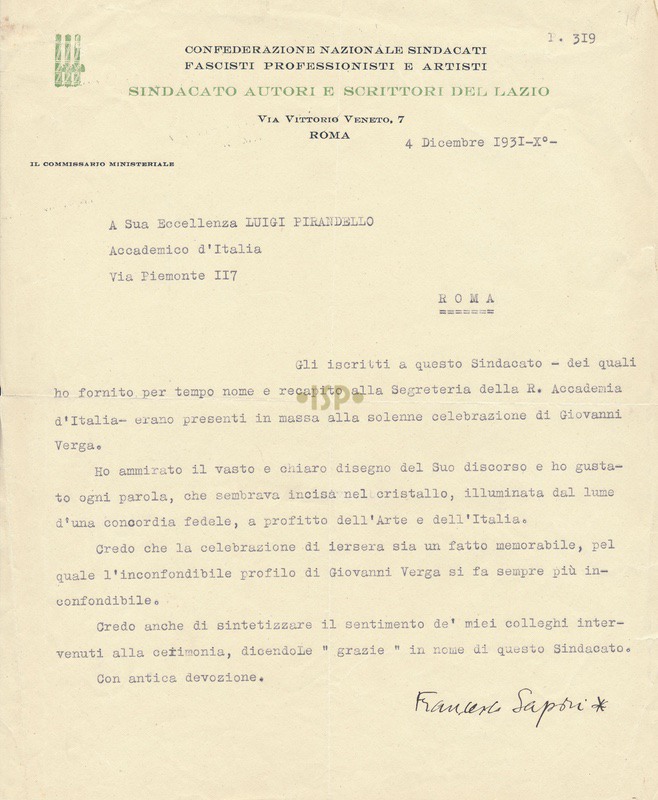 P. 319
CONFEDERAZIONE NAZIONALE SINDACATI
FASCISTI PROFESSIONISTI E ARTISTI
SINDACATO AUTORI E SCRITTORI DEL LAZIO
VIA VITTORIO VENETO, 7
ROMA
4 Dicembre 1931-X°-
IL COMMISSARIO MINISTERIALE
A Sua Eccellenza LUIGI PIRANDELLO
Accademico d'Italia
Via Piemonte II7
R O M A
Gli iscritti a questo Sindacato - dei quali
ho fornito per tempo nome e recapito alla Segreteria della R. Accademia
d'Italia- erano presenti in massa alla solenne celebrazione di Giovanni
Verga.
Ho ammirato il vasto e chiaro disegno del Suo discorso e ho gusta-
to ogni parola, che sembrava incisa nel cristallo, illuminata dal lume
d'una concordia fedele, a profitto dell'Arte e dell'Italia.
Credo che la celebrazione di iersera sia un fatto memorabile, pel
quale l'inconfondibile profilo di Giovanni Verga si fa sempre più in-
confondibile.
Credo anche di sintetizzare il sentimento de' miei colleghi inter-
venuti alla cerimonia, dicendoLe " grazie " in nome di questo Sindacato.
Con antica devozione.
Francesco Sapori *
•ISP•